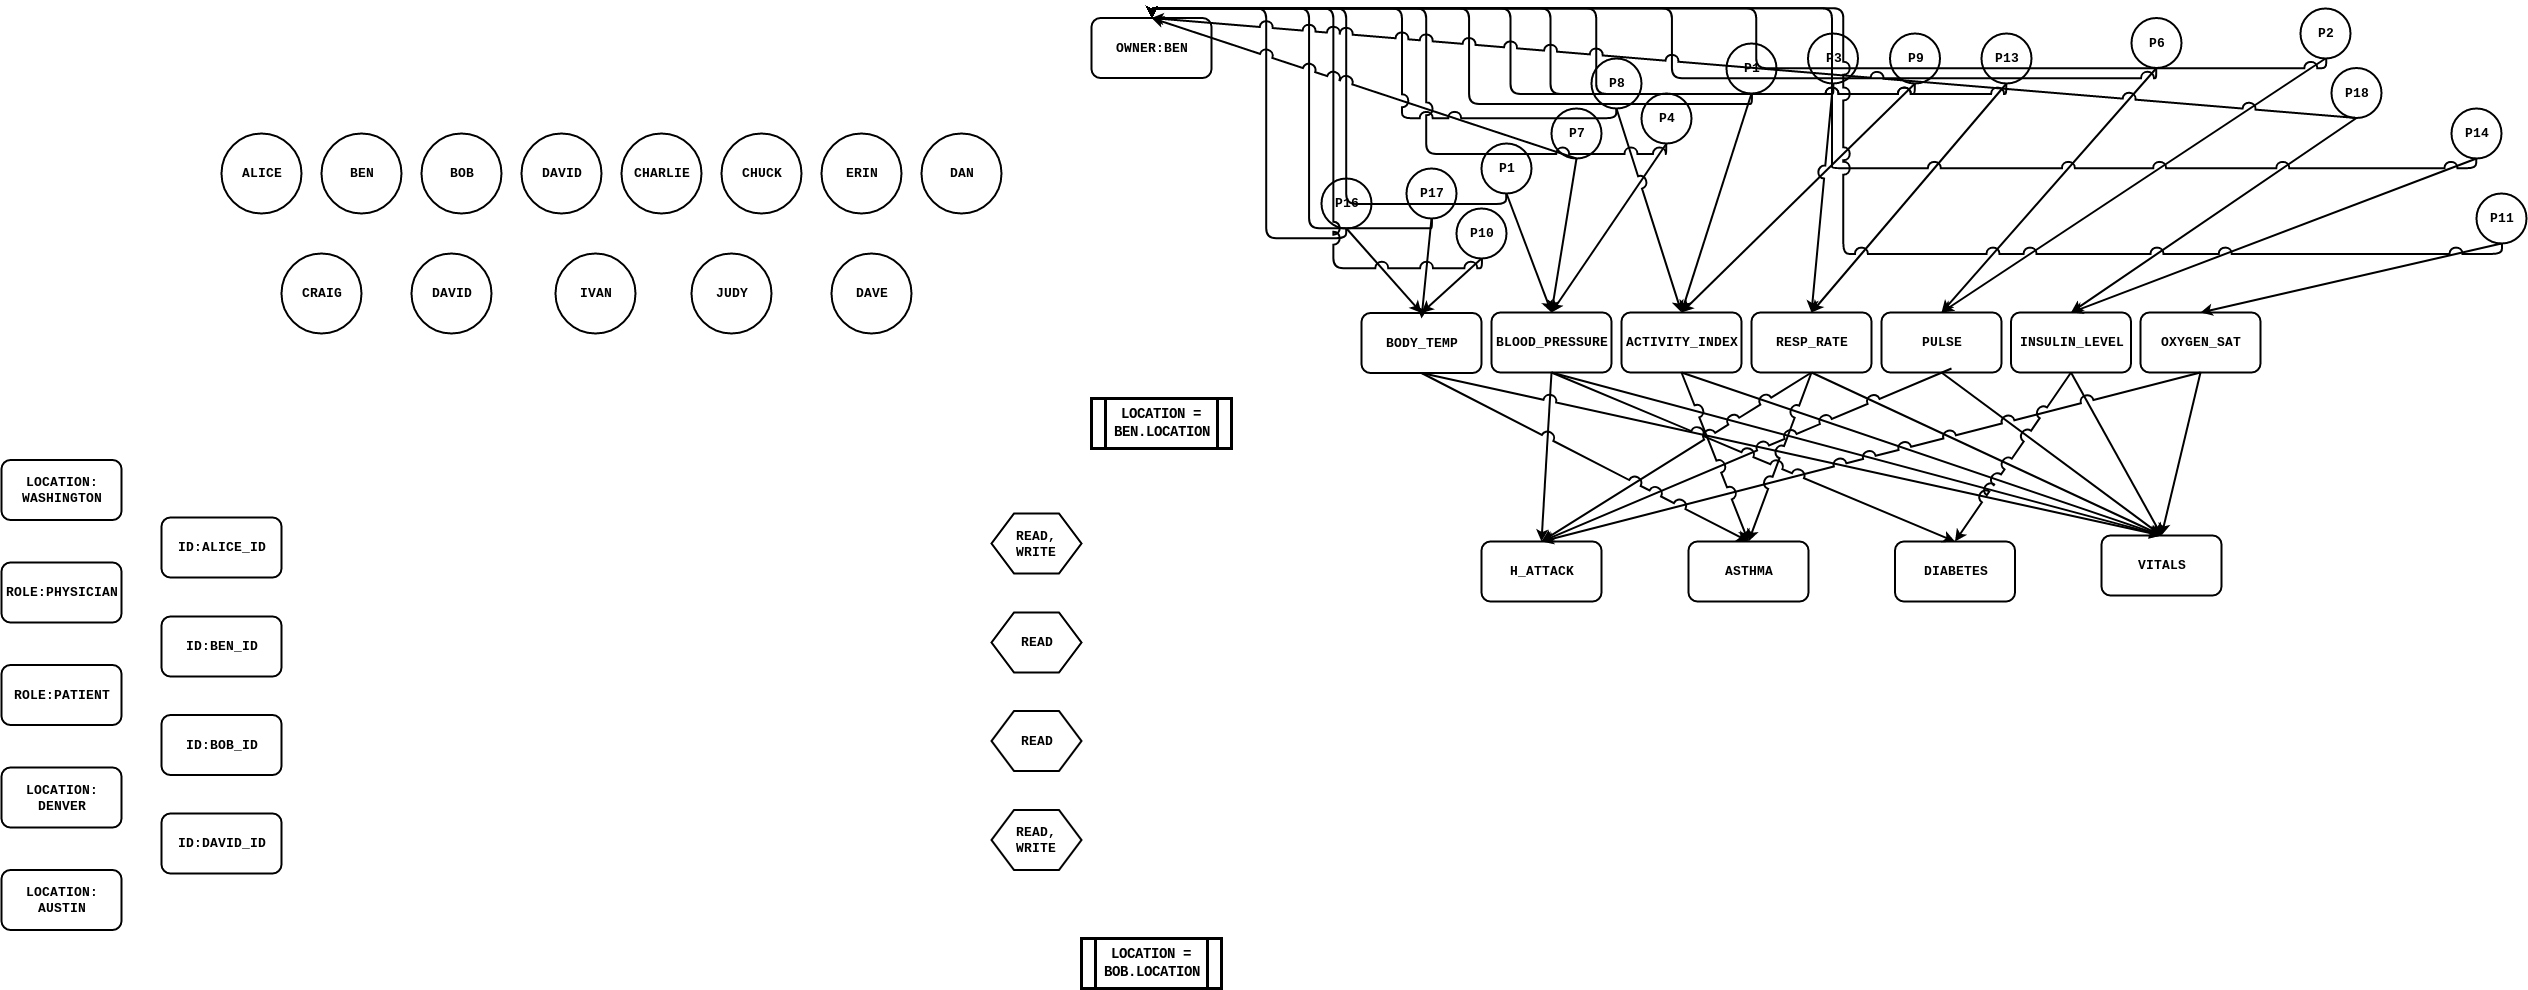 OWNER:BEN
P1
P3
P9
P13
P6
P2
P8
P4
P18
P7
P14
P1
P16
P17
P10
P11
ALICE
BEN
BOB
DAVID
CHARLIE
CHUCK
ERIN
DAN
CRAIG
DAVID
IVAN
JUDY
DAVE
BODY_TEMP
BLOOD_PRESSURE
ACTIVITY_INDEX
RESP_RATE
PULSE
INSULIN_LEVEL
OXYGEN_SAT
LOCATION =
BEN.LOCATION
LOCATION:
WASHINGTON
ID:ALICE_ID
READ,
WRITE
H_ATTACK
ASTHMA
DIABETES
VITALS
ROLE:PHYSICIAN
ID:BEN_ID
READ
ROLE:PATIENT
ID:BOB_ID
READ
LOCATION:
DENVER
ID:DAVID_ID
READ,
WRITE
LOCATION:
AUSTIN
LOCATION =
BOB.LOCATION